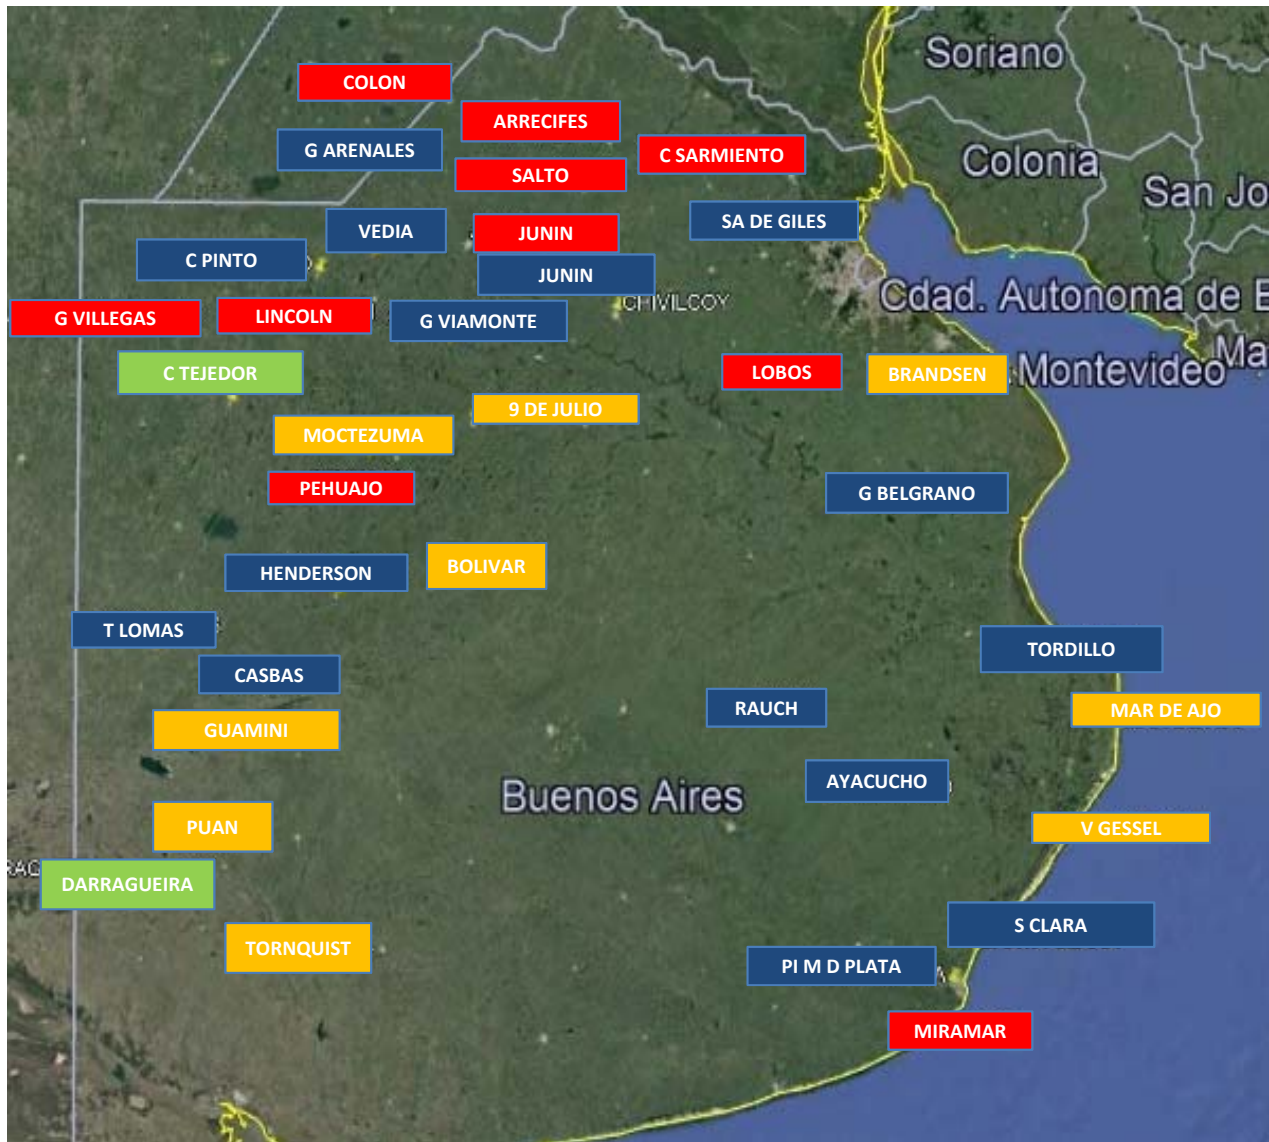 Soriano
COLON
ARRECIFES
G ARENALES
C SARMIENTO
Colonia
SALTO
San Jo
SA DE GILES
VEDIA
JUNIN
C PINTO
JUNIN
Cdad. Autonoma de B
CHIVILCOY
G VILLEGAS
LINCOLN
G VIAMONTE
Ma
Montevideo
C TEJEDOR
LOBOS
BRANDSEN
9 DE JULIO
MOCTEZUMA
PEHUAJO
G BELGRANO
HENDERSON
BOLIVAR
T LOMAS
TORDILLO
CASBAS
RAUCH
MAR DE AJO
GUAMINI
AYACUCHO
Buenos Aires
PUAN
V GESSEL
RAG
DARRAGUEIRA
S CLARA
TORNQUIST
PI M D PLATA
MIRAMAR